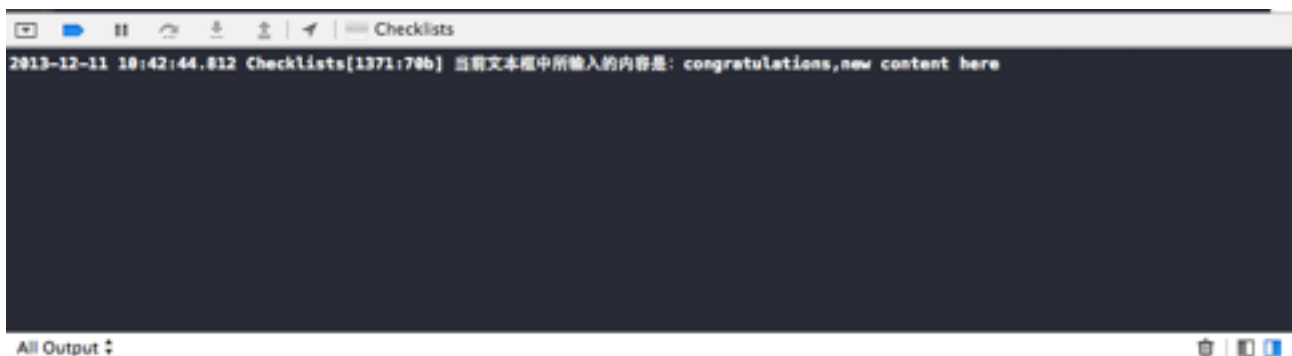 Checklists
2013-12-11 10:42:44.812 Checklists[1371:70b] 当前文本框中所输入的内容是: congratulations,new content here
All Output